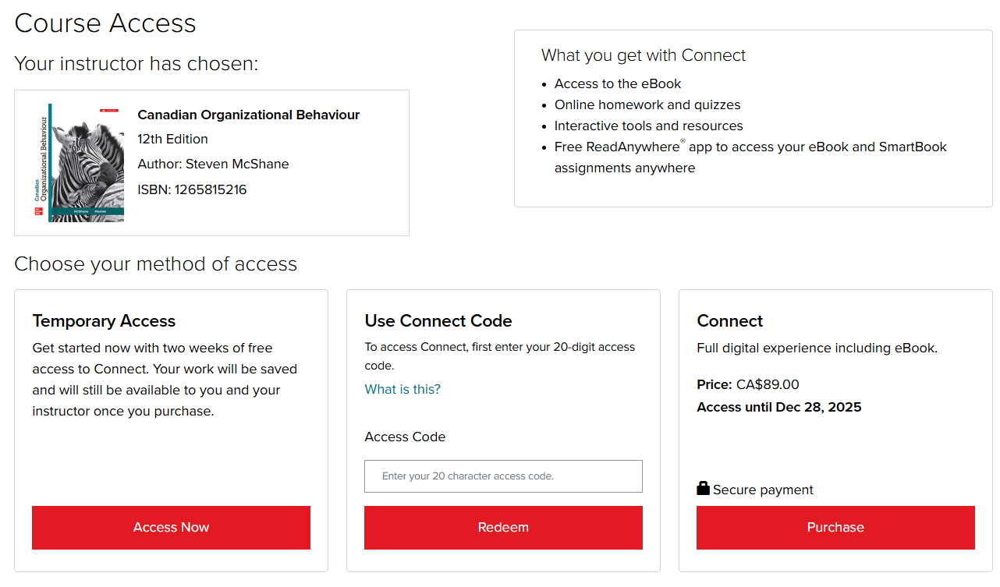 Course Access
Your instructor has chosen:
Canadian
Organizational Behaviour
McShane Warner
Canadian Organizational Behaviour
12th Edition
Author: Steven McShane
ISBN: 1265815216
What you get with Connect
• Access to the eBook
• Online homework and quizzes
• Interactive tools and resources
• Free ReadAnywhere® app to access your eBook and SmartBook
assignments anywhere
Choose your method of access
Temporary Access
Get started now with two weeks of free
access to Connect. Your work will be saved
and will still be available to you and your
instructor once you purchase.
Access Now
Use Connect Code
To access Connect, first enter your 20-digit access
code.
What is this?
Access Code
Enter your 20 character access code.
Redeem
Connect
Full digital experience including eBook.
Price: CA$89.00
Access until Dec 28, 2025
Secure payment
Purchase